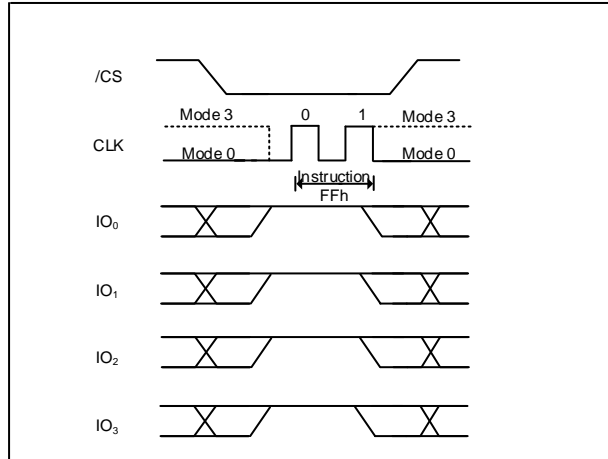 /CS
Mode 3 0 1 Mode 3
CLK
Mode 0 Mode 0
Instruction
FFh
IO₀
IO₁
IO₂
IO₃